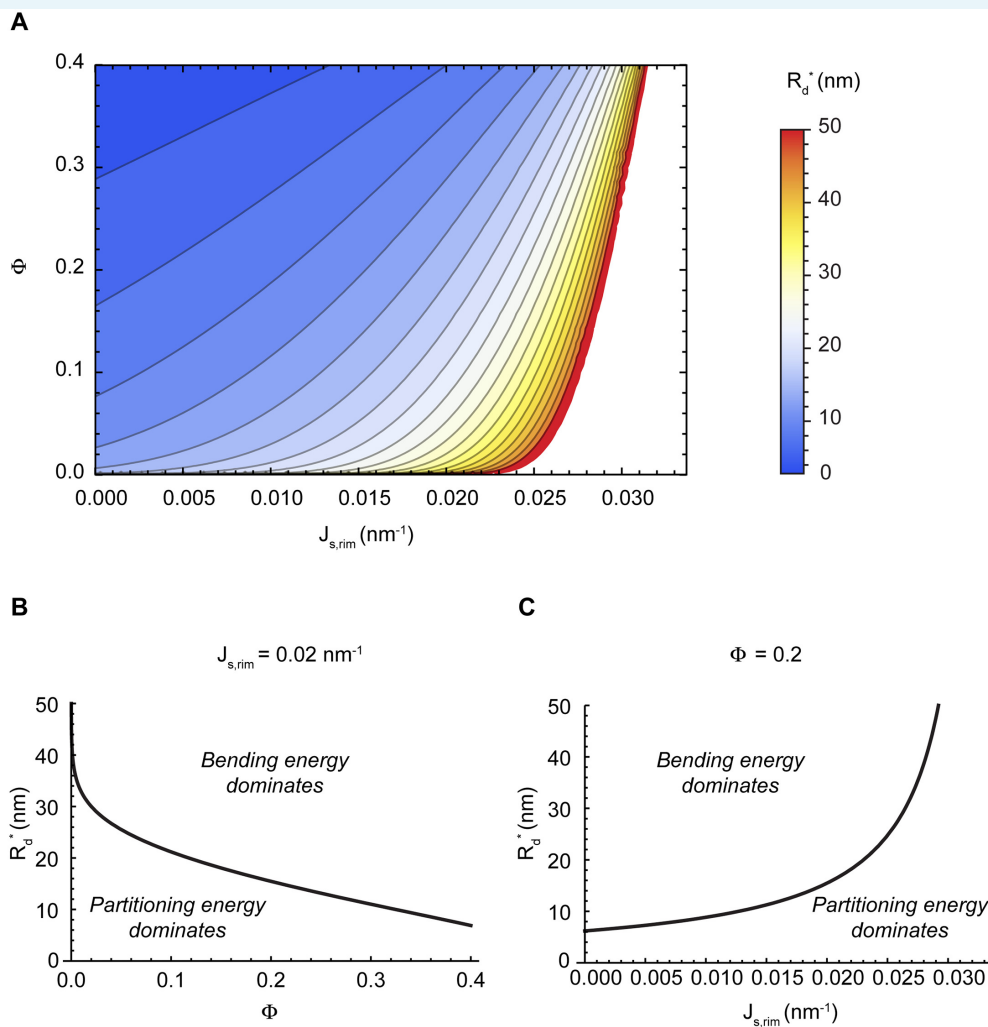 A
R_d^* (nm)
50
40
30
20
10
0
0.4
0.3
0.2
0.1
0.0
Φ
0.000 0.005 0.010 0.015 0.020 0.025 0.030
J_s,rim (nm⁻¹)
B
J_s,rim = 0.02 nm⁻¹
50
40
30
20
10
0
R_d^* (nm)
Bending energy
dominates
Partitioning energy
dominates
0.0 0.1 0.2 0.3 0.4
Φ
C
Φ = 0.2
50
40
30
20
10
0
R_d^* (nm)
Bending energy
dominates
Partitioning energy
dominates
0.000 0.005 0.010 0.015 0.020 0.025 0.030
J_s,rim (nm⁻¹)